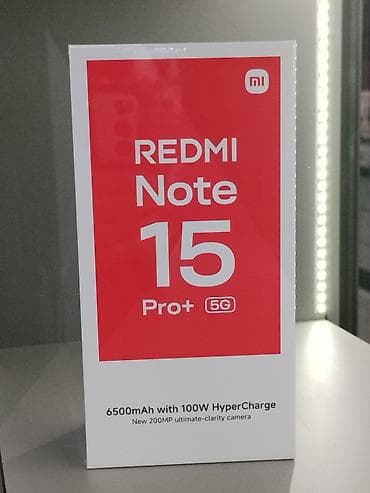 mi
REDMI
Note
15
Pro+ 5G
6500mAh with 100W HyperCharge
New 200MP ultimate-clarity camera